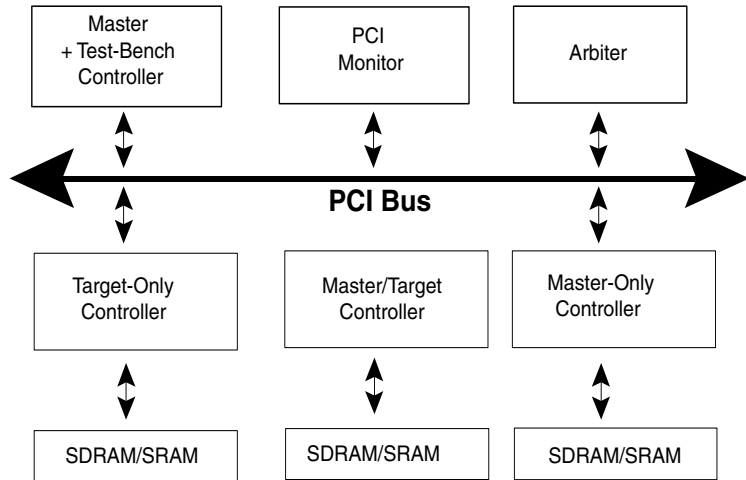 Master
+ Test-Bench
Controller
PCI
Monitor
Arbiter
PCI Bus
Target-Only
Controller
Master/Target
Controller
Master-Only
Controller
SDRAM/SRAM
SDRAM/SRAM
SDRAM/SRAM